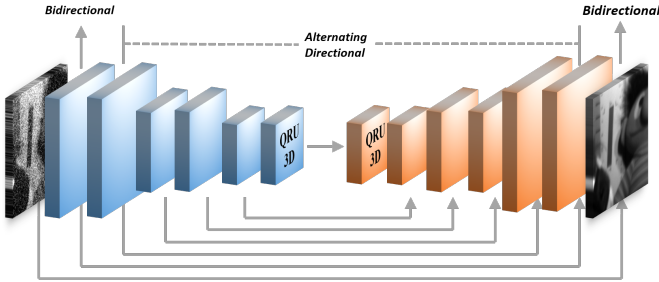 Bidirectional
Bidirectional
Alternating
Directional
QRU
3D
QRU
3D